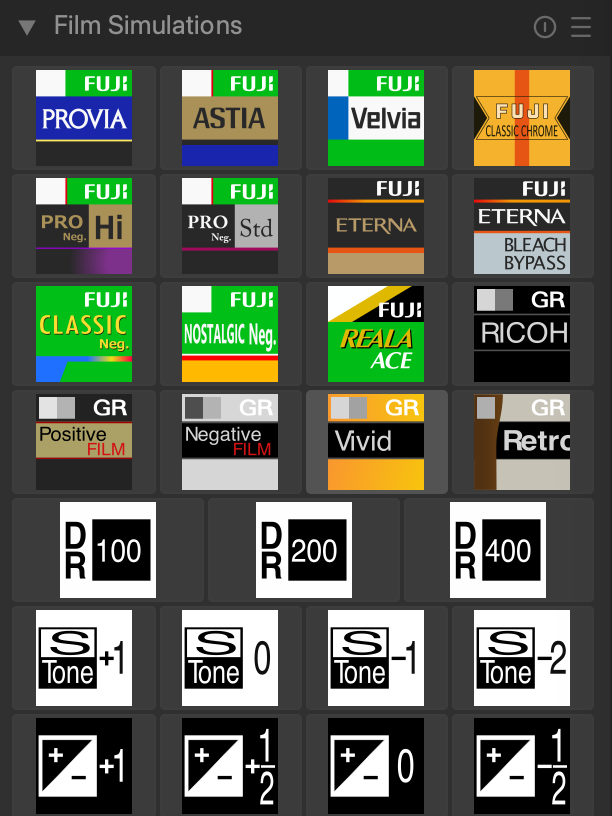 Film Simulations
FUJI
PROVIA
FUJI
ASTIA
FUJI
Velvia
FUJI
CLASSIC CHROME
FUJI
PRO
Neg.
Hi
FUJI
PRO
Neg.
Std
FUJI
ETERNA
FUJI
ETERNA
BLEACH
BYPASS
FUJI
CLASSIC
Neg.
FUJI
NOSTALGIC Neg.
FUJI
REALA
ACE
GR
RICOH
GR
Positive
FILM
GR
Negative
FILM
GR
Vivid
GR
Retro
DR 100
DR 200
DR 400
S Tone +1
S Tone 0
S Tone -1
S Tone -2
+ - +1
+ - +1/2
+ - 0
+ - -1/2